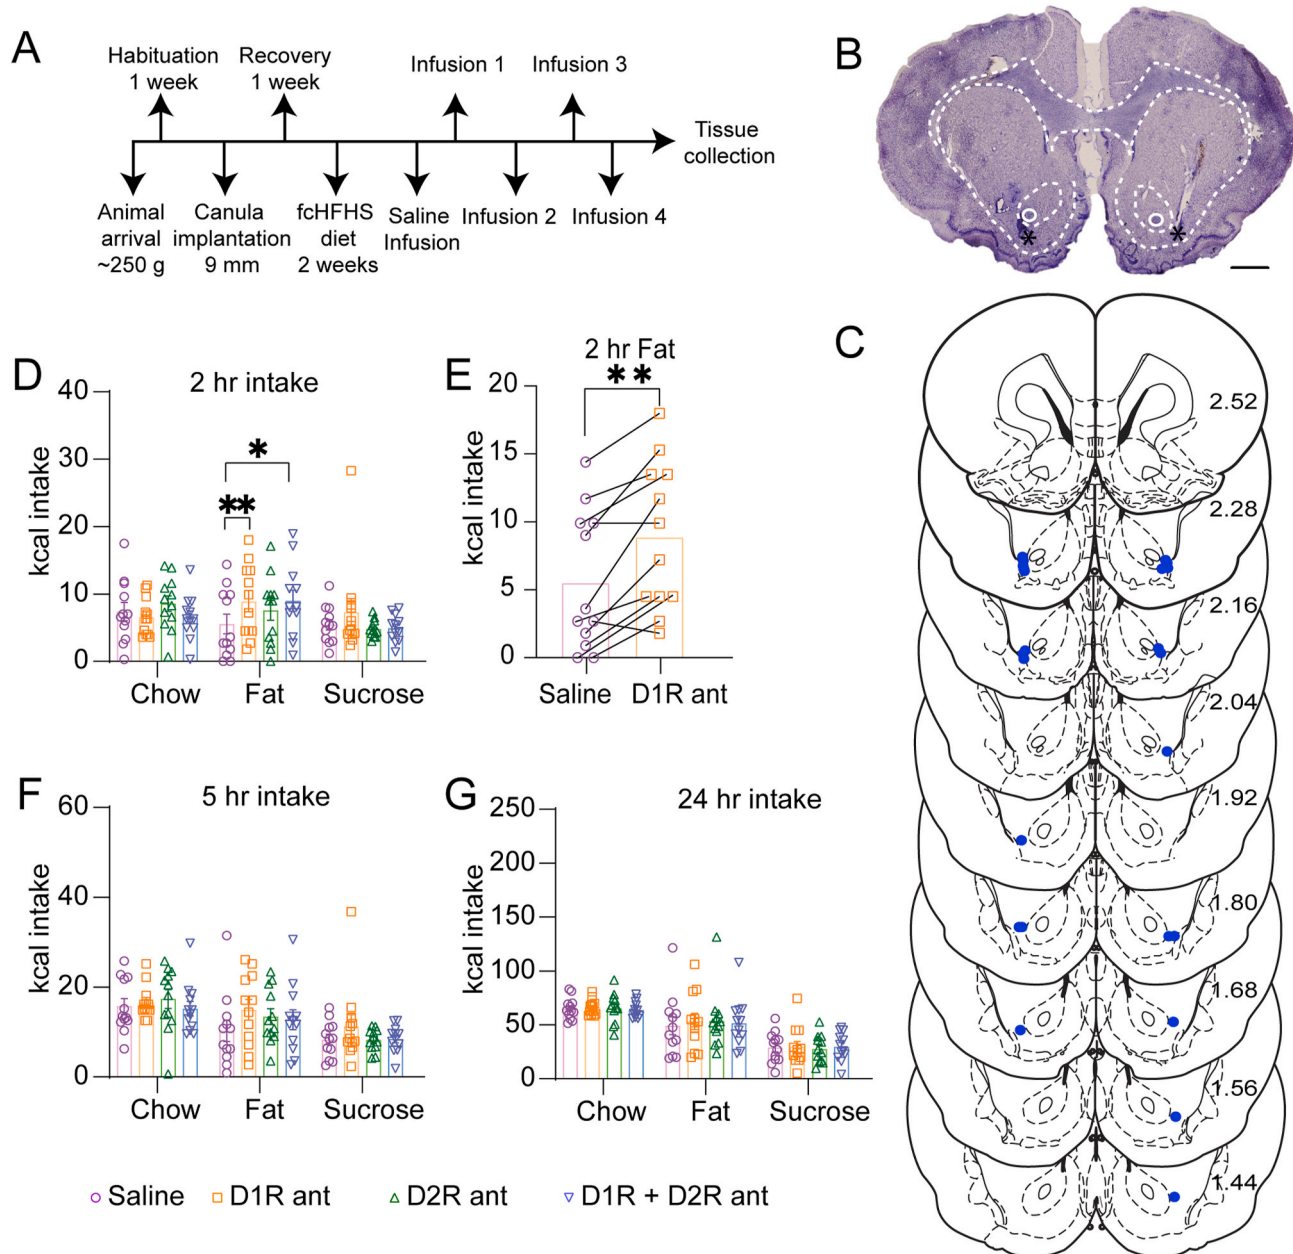 A
Habituation
1 week
Recovery
1 week
Infusion 1
Infusion 3
Tissue
collection
Animal
arrival
~250 g
Canula
implantation
9 mm
fcHFHS
diet
2 weeks
Saline
Infusion
Infusion 2
Infusion 4
B
*
*
C
2.52
2.28
2.16
2.04
1.92
1.80
1.68
1.56
1.44
D
2 hr intake
kcal intake
40
30
20
10
0
*
**
Chow
Fat
Sucrose
E
2 hr Fat
**
kcal intake
20
15
10
5
0
Saline
D1R ant
F
5 hr intake
kcal intake
60
40
20
0
Chow
Fat
Sucrose
G
24 hr intake
kcal intake
250
200
150
100
50
0
Chow
Fat
Sucrose
Saline
D1R ant
D2R ant
D1R + D2R ant